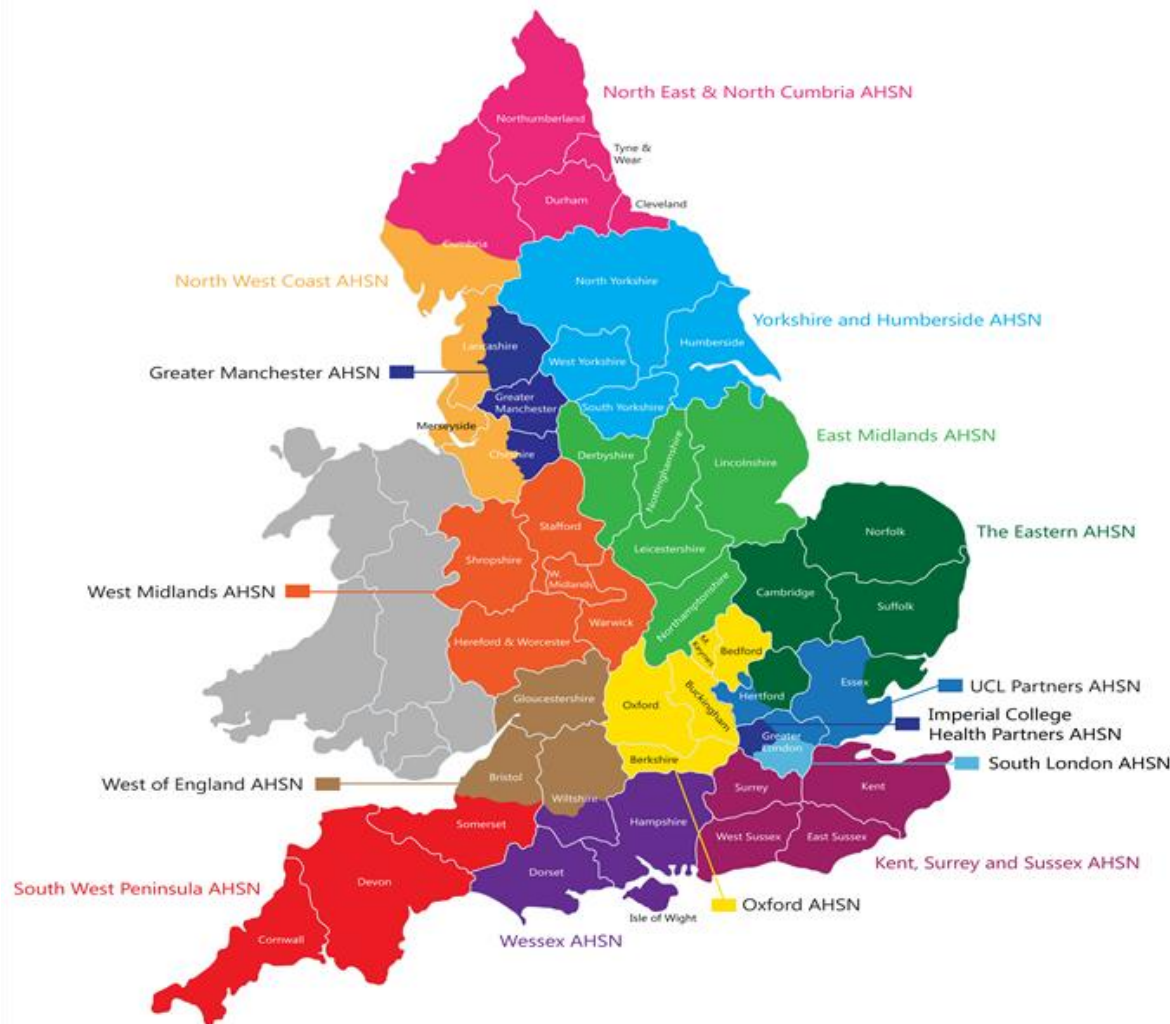 North East & North Cumbria AHSN
Northumberland
Tyne &
Wear
Durham
Cleveland
Cumbria
North West Coast AHSN
North Yorkshire
Yorkshire and Humberside AHSN
Humberside
Lancashire
West Yorkshire
Greater Manchester AHSN
Greater
Manchester
South Yorkshire
Merseyside
East Midlands AHSN
Cheshire
Derbyshire
Nottinghamshire
Lincolnshire
Stafford
Norfolk
The Eastern AHSN
Leicestershire
Shropshire
W.
Midlands
West Midlands AHSN
Cambridge
Suffolk
Northamptonshire
Warwick
Hereford & Worcester
M.
Keynes
Bedford
Essex
UCL Partners AHSN
Gloucestershire
Oxford
Buckingham
Hertford
Imperial College
Health Partners AHSN
Greater
London
Berkshire
South London AHSN
West of England AHSN
Bristol
Wiltshire
Surrey
Kent
Somerset
Hampshire
West Sussex
East Sussex
Kent, Surrey and Sussex AHSN
South West Peninsula AHSN
Devon
Dorset
Oxford AHSN
Isle of Wight
Cornwall
Wessex AHSN